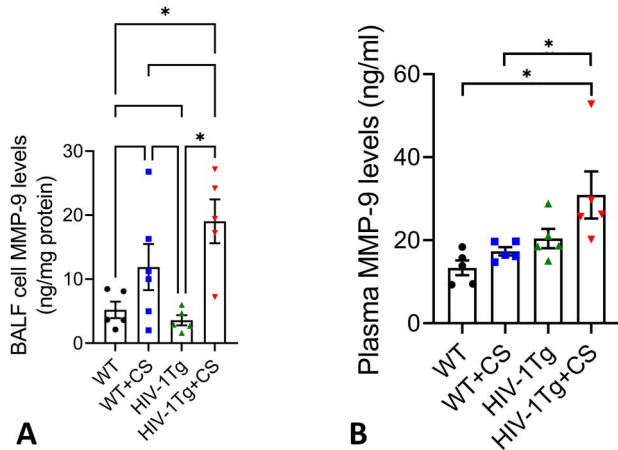 *
*
BALF cell MMP-9 levels
(ng/mg protein)
30
20
10
0
WT
WT+CS
HIV-1Tg
HIV-1Tg+CS
A
*
*
Plasma MMP-9 levels (ng/ml)
60
40
20
0
WT
WT+CS
HIV-1Tg
HIV-1Tg+CS
B